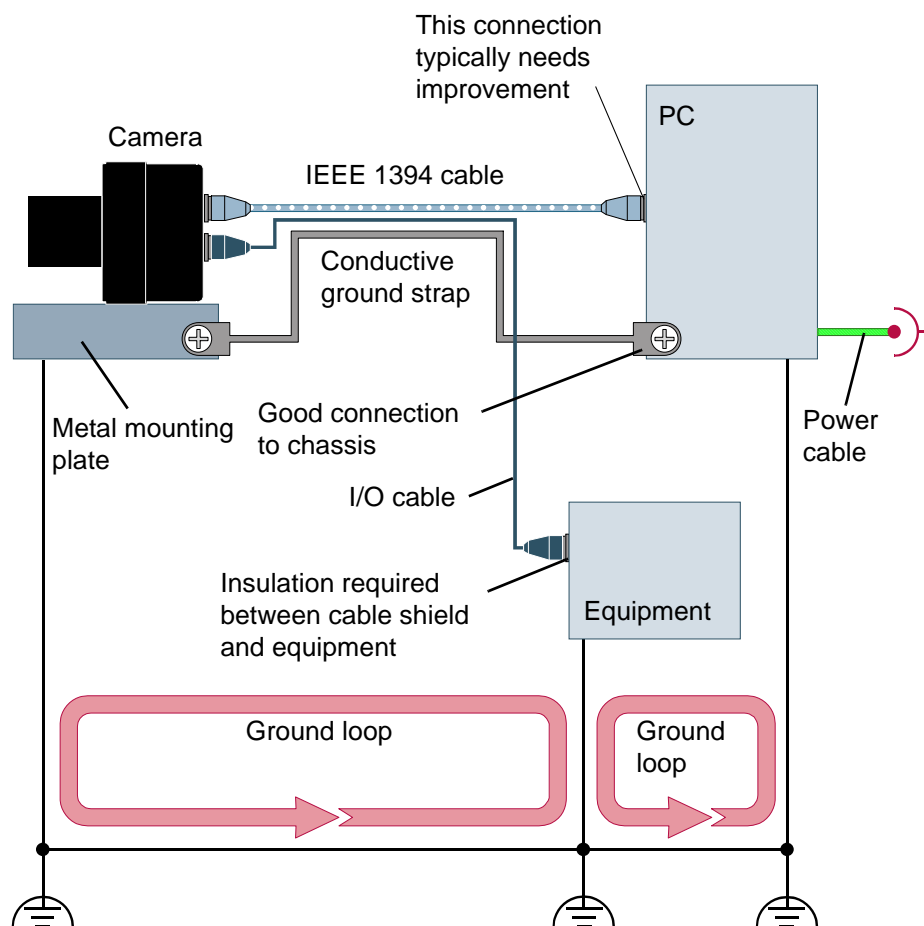 This connection
typically needs
improvement
PC
Camera
IEEE 1394 cable
Conductive
ground strap
Metal mounting
plate
Good connection
to chassis
Power
cable
I/O cable
Insulation required
between cable shield
and equipment
Equipment
Ground loop
Ground
loop